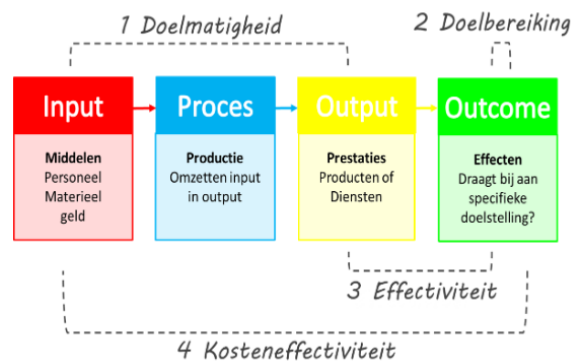 1 Doelmatigheid
2 Doelbereiking
Input
Proces
Output
Outcome
Middelen
Personeel
Materieel
geld
Productie
Omzetten input
in output
Prestaties
Producten of
Diensten
Effecten
Draagt bij aan
specifieke
doelstelling?
3 Effectiviteit
4 Kosteneffectiviteit